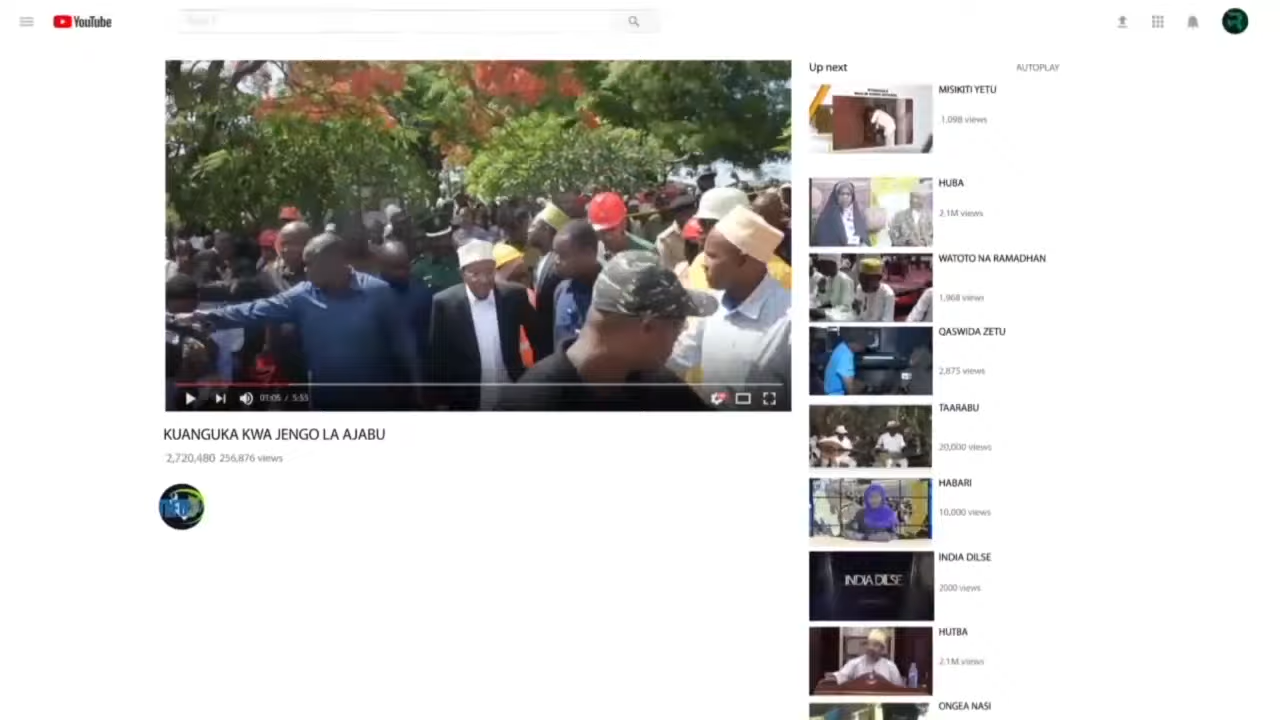 YouTube
KUANGUKA KWA JENGO LA AJABU
2,720,480 256,876 views
01:05 / 5:53
Up next
AUTOPLAY
MISIKITI YETU
1,098 views
HUBA
2.1M views
WATOTO NA RAMADHAN
1,968 views
QASWIDA ZETU
2,875 views
TAARABU
20,000 views
HABARI
10,000 views
INDIA DILSE
INDIA DILSE
2000 views
HUTBA
2.1M views
ONGEA NASI